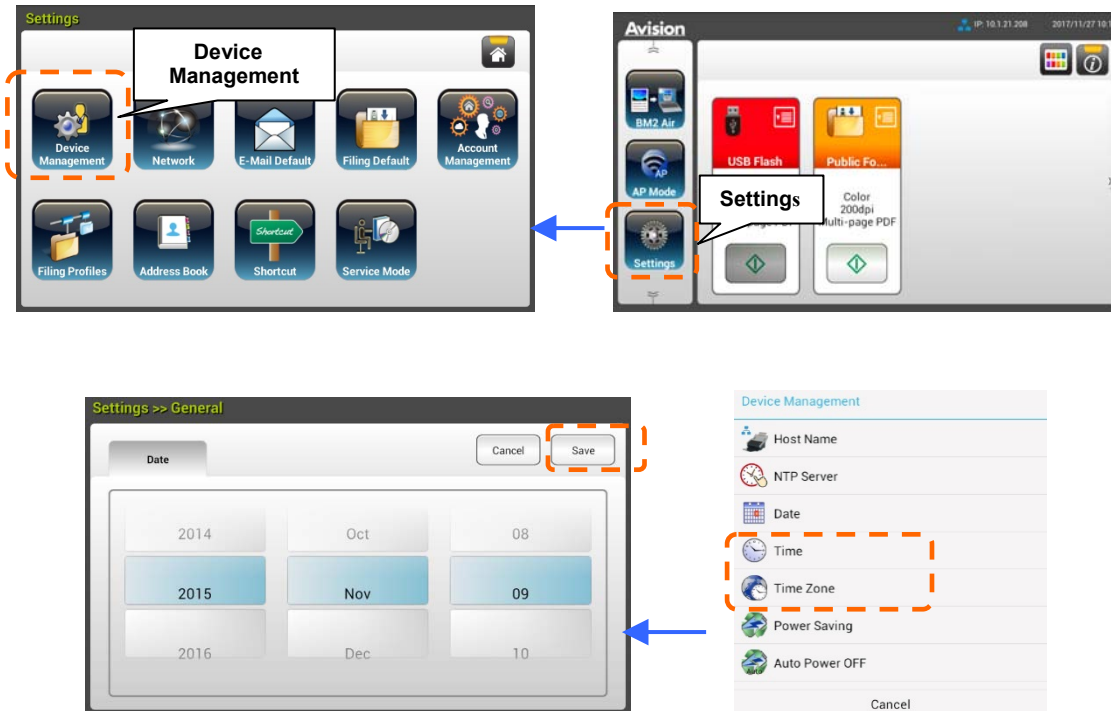 Settings
Device
Management
Device
Management
Network
E-Mail Default
Filing Default
Account
Management
Filing Profiles
Address Book
Shortcut
Shortcut
Service Mode
Avision
IP: 10.1.21.208
2017/11/27 10:1
BM2 Air
AP
AP Mode
Settings
Settings
USB Flash
Public Fo...
Color
200dpi
Multi-page PDF
Settings >> General
Date
Cancel
Save
2014
Oct
08
2015
Nov
09
2016
Dec
10
Device Management
Host Name
NTP Server
Date
Time
Time Zone
Power Saving
Auto Power OFF
Cancel